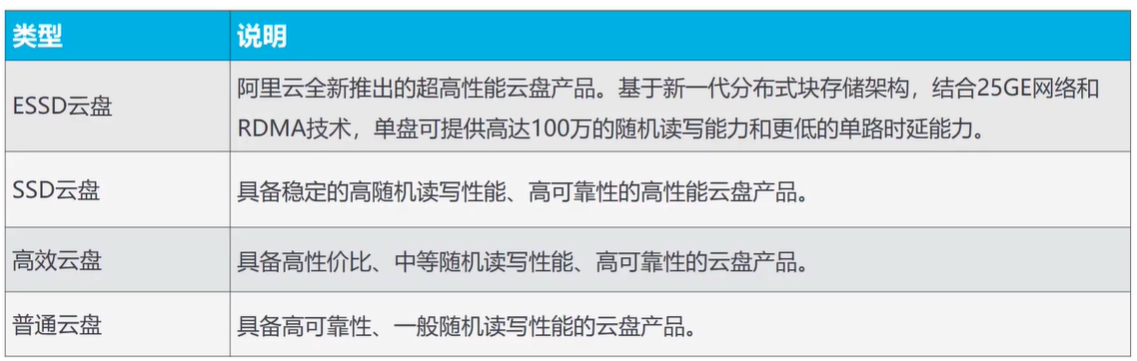 类型
说明
ESSD云盘
阿里云全新推出的超高性能云盘产品。基于新一代分布式块存储架构，结合25GE网络和
RDMA技术，单盘可提供高达100万的随机读写能力和更低的单路时延能力。
SSD云盘
具备稳定的高随机读写性能、高可靠性的高性能云盘产品。
高效云盘
具备高性价比、中等随机读写性能、高可靠性的云盘产品。
普通云盘
具备高可靠性、一般随机读写性能的云盘产品。